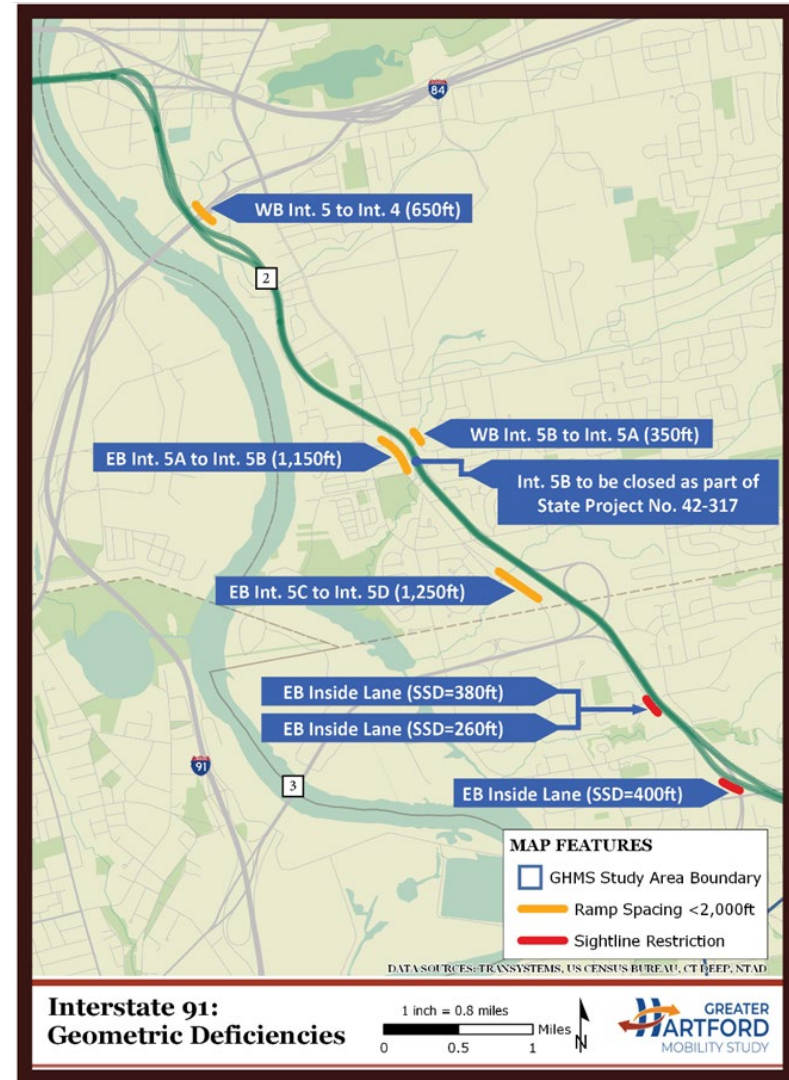 84
WB Int. 5 to Int. 4 (650ft)
2
WB Int. 5B to Int. 5A (350ft)
EB Int. 5A to Int. 5B (1,150ft)
Int. 5B to be closed as part of
State Project No. 42-317
EB Int. 5C to Int. 5D (1,250ft)
EB Inside Lane (SSD=380ft)
EB Inside Lane (SSD=260ft)
91
3
EB Inside Lane (SSD=400ft)
MAP FEATURES
GHMS Study Area Boundary
Ramp Spacing <2,000ft
Sightline Restriction
DATA SOURCES: TRANSYSTEMS, US CENSUS BUREAU, CT DEEP, NTAD
Interstate 91:
Geometric Deficiencies
1 inch = 0.8 miles
Miles
0 0.5 1
N
GREATER
HARTFORD
MOBILITY STUDY